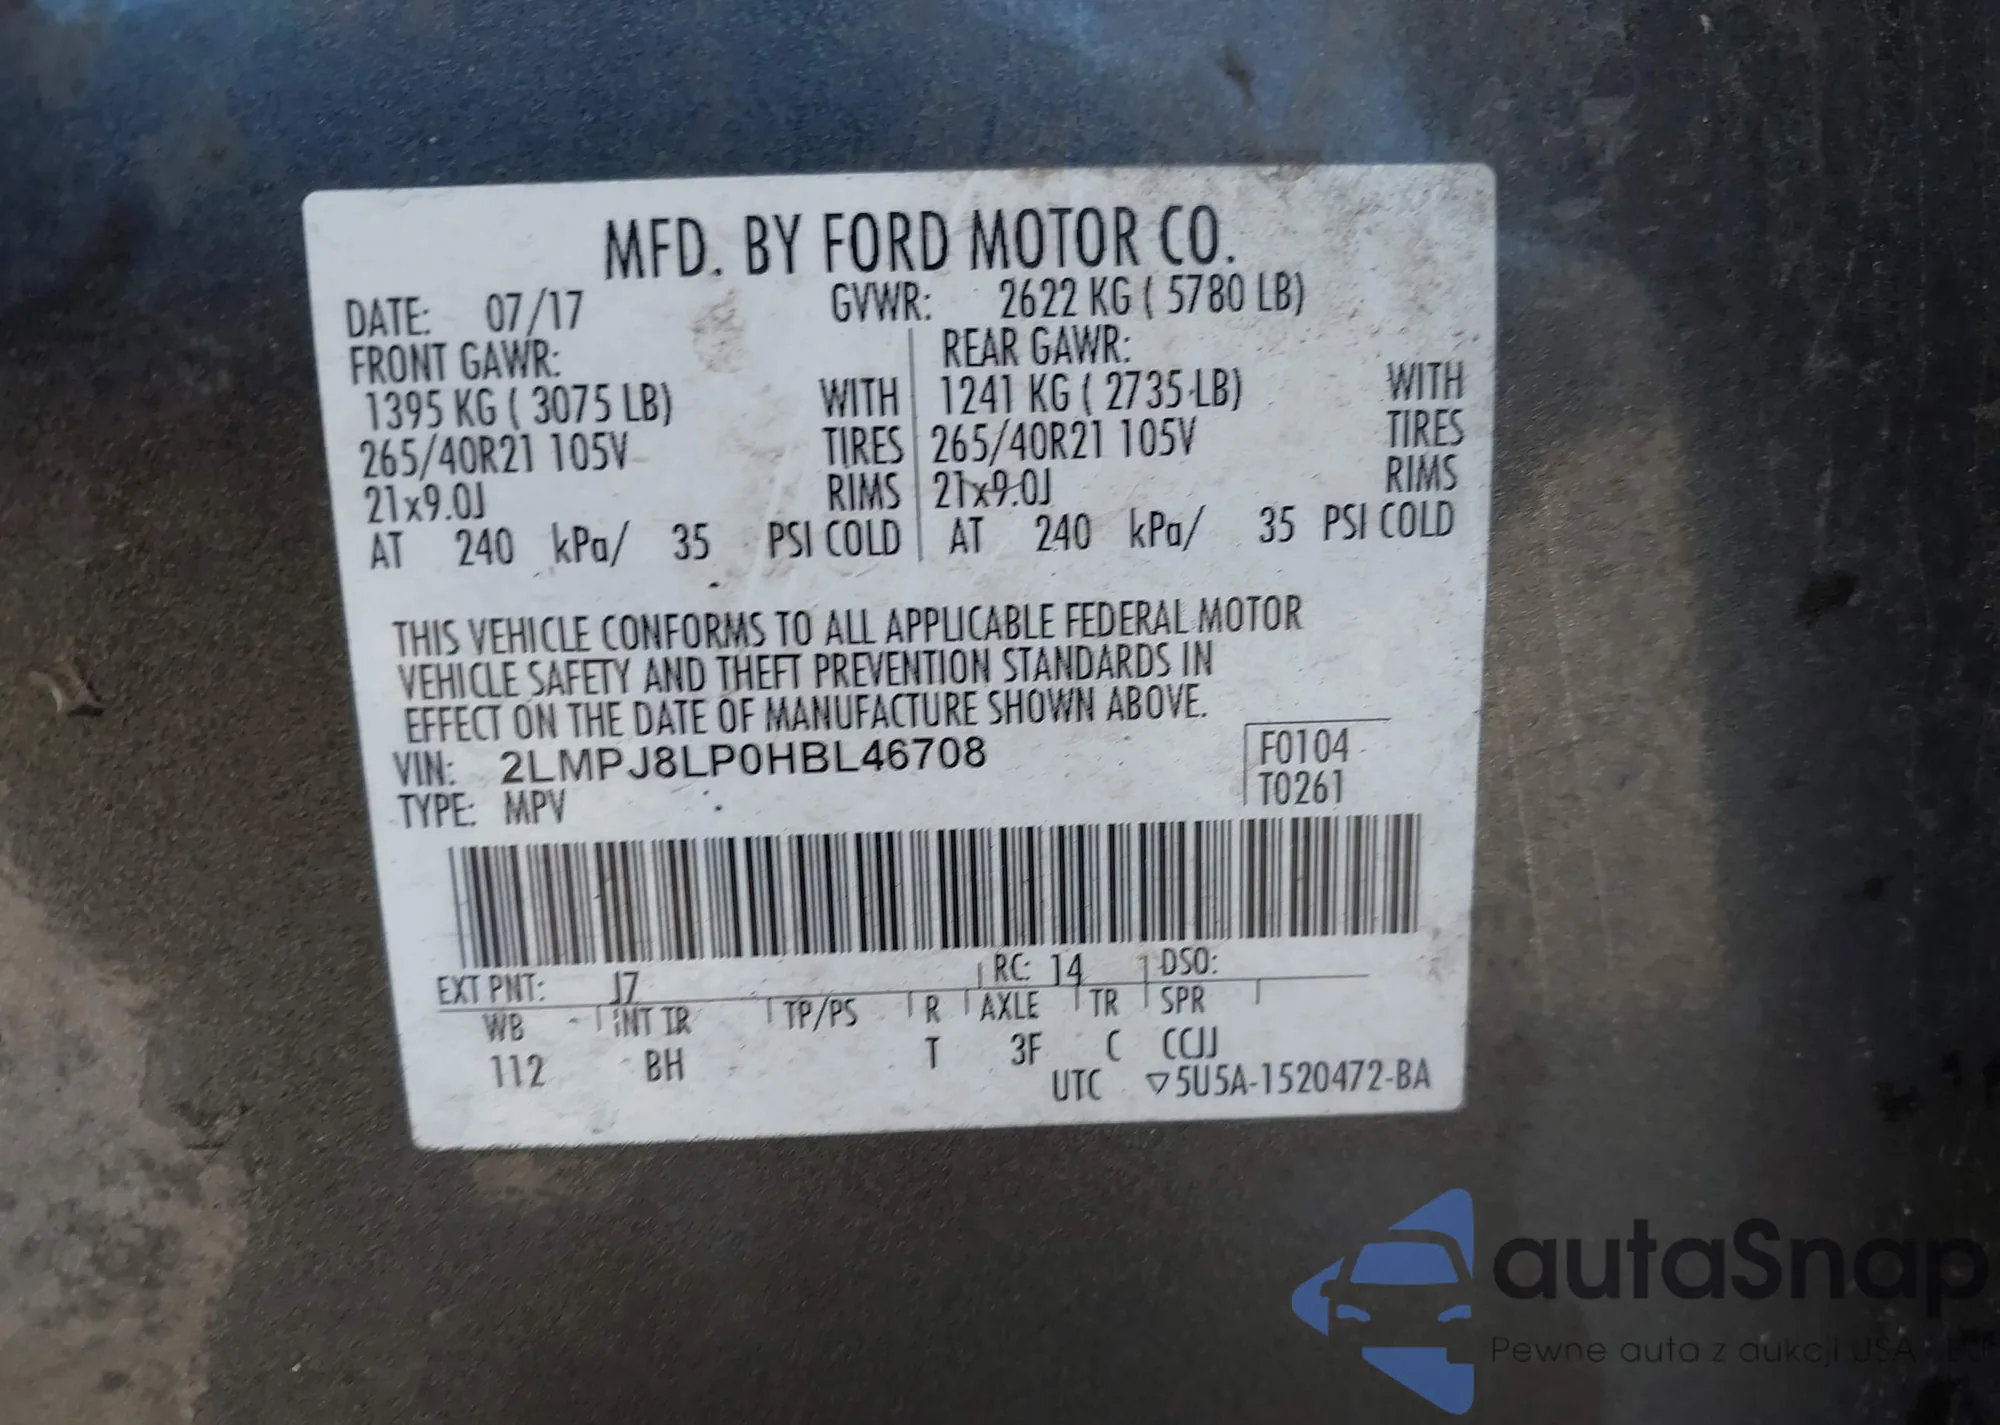 MFD. BY FORD MOTOR CO.
DATE: 07/17 GVWR: 2622 KG ( 5780 LB)
FRONT GAWR: REAR GAWR:
1395 KG ( 3075 LB) WITH 1241 KG ( 2735 LB) WITH
265/40R21 105V TIRES 265/40R21 105V TIRES
21x9.0J RIMS 21x9.0J RIMS
AT 240 kPa/ 35 PSI COLD AT 240 kPa/ 35 PSI COLD
THIS VEHICLE CONFORMS TO ALL APPLICABLE FEDERAL MOTOR
VEHICLE SAFETY AND THEFT PREVENTION STANDARDS IN
EFFECT ON THE DATE OF MANUFACTURE SHOWN ABOVE.
VIN: 2LMPJ8LP0HBL46708 F0104
TYPE: MPV T0261
EXT PNT: J7 RC: 14 DSO:
WB INT TR TP/PS R AXLE TR SPR
112 BH T 3F C CCJJ
UTC ▽5U5A-1520472-BA
autaSnap
Pewne auta z aukcji USA